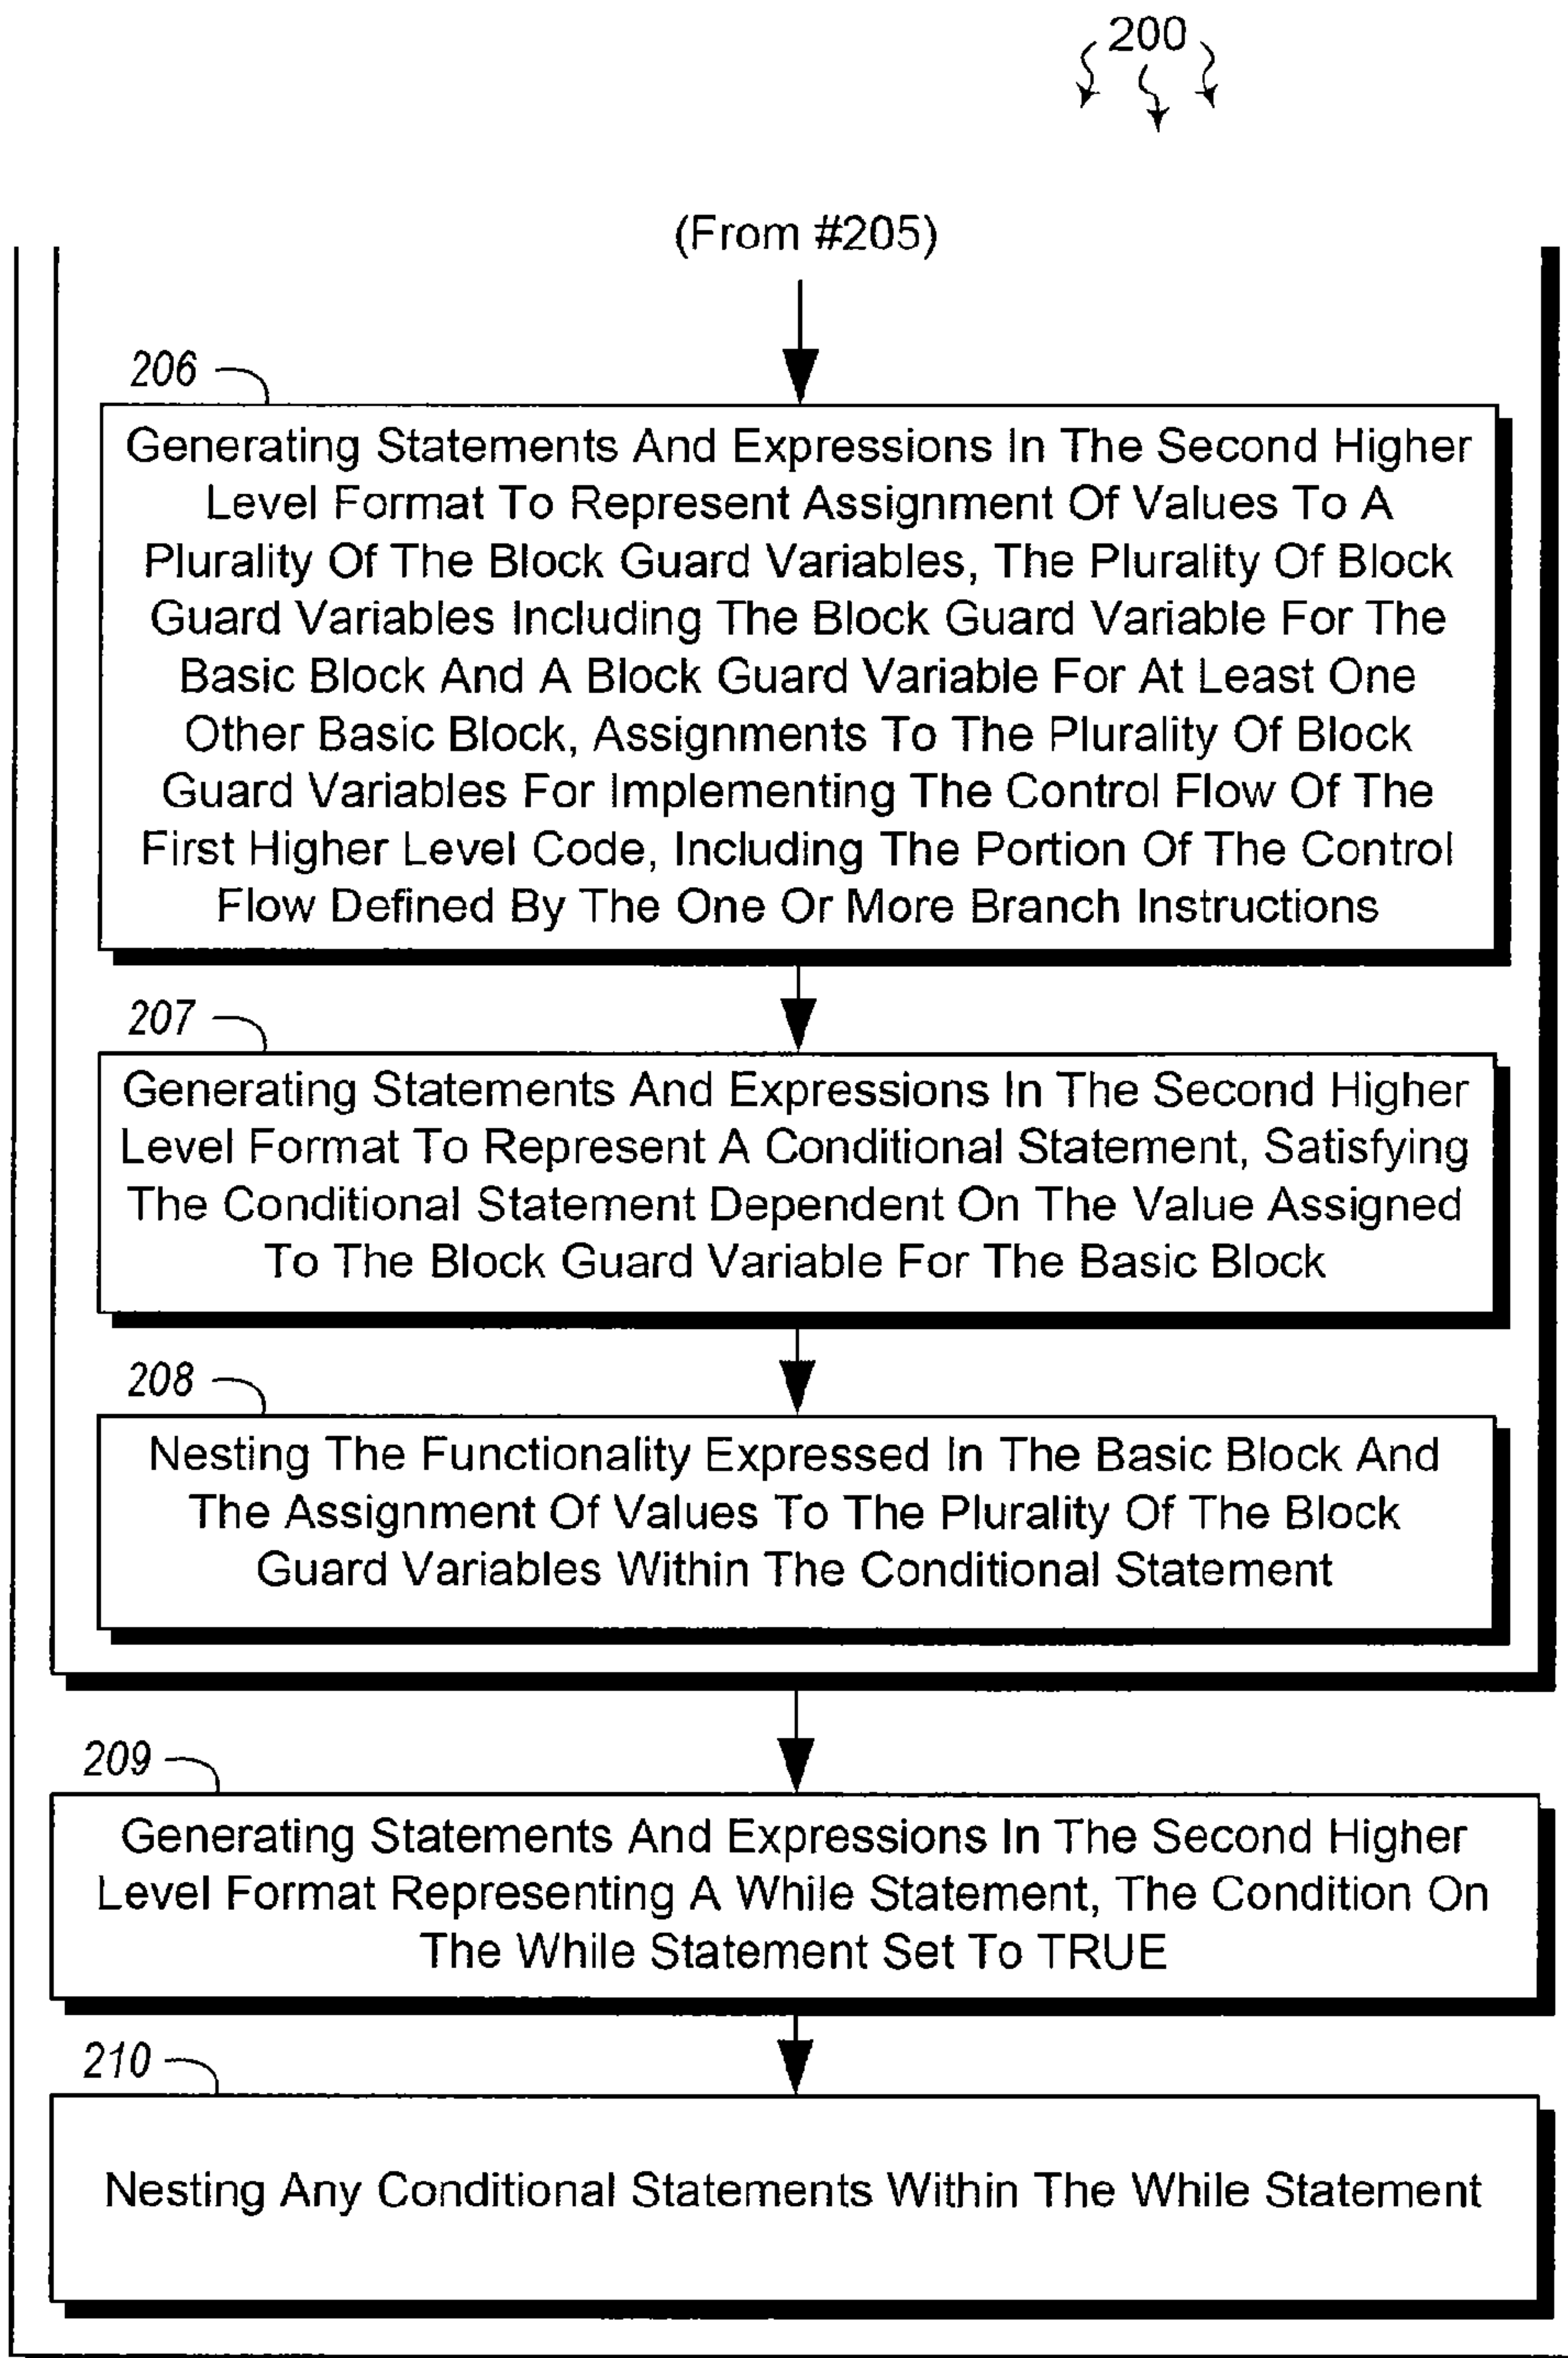 200
(From #205)
206
Generating Statements And Expressions In The Second Higher
Level Format To Represent Assignment Of Values To A
Plurality Of The Block Guard Variables, The Plurality Of Block
Guard Variables Including The Block Guard Variable For The
Basic Block And A Block Guard Variable For At Least One
Other Basic Block, Assignments To The Plurality Of Block
Guard Variables For Implementing The Control Flow Of The
First Higher Level Code, Including The Portion Of The Control
Flow Defined By The One Or More Branch Instructions
207
Generating Statements And Expressions In The Second Higher
Level Format To Represent A Conditional Statement, Satisfying
The Conditional Statement Dependent On The Value Assigned
To The Block Guard Variable For The Basic Block
208
Nesting The Functionality Expressed In The Basic Block And
The Assignment Of Values To The Plurality Of The Block
Guard Variables Within The Conditional Statement
209
Generating Statements And Expressions In The Second Higher
Level Format Representing A While Statement, The Condition On
The While Statement Set To TRUE
210
Nesting Any Conditional Statements Within The While Statement